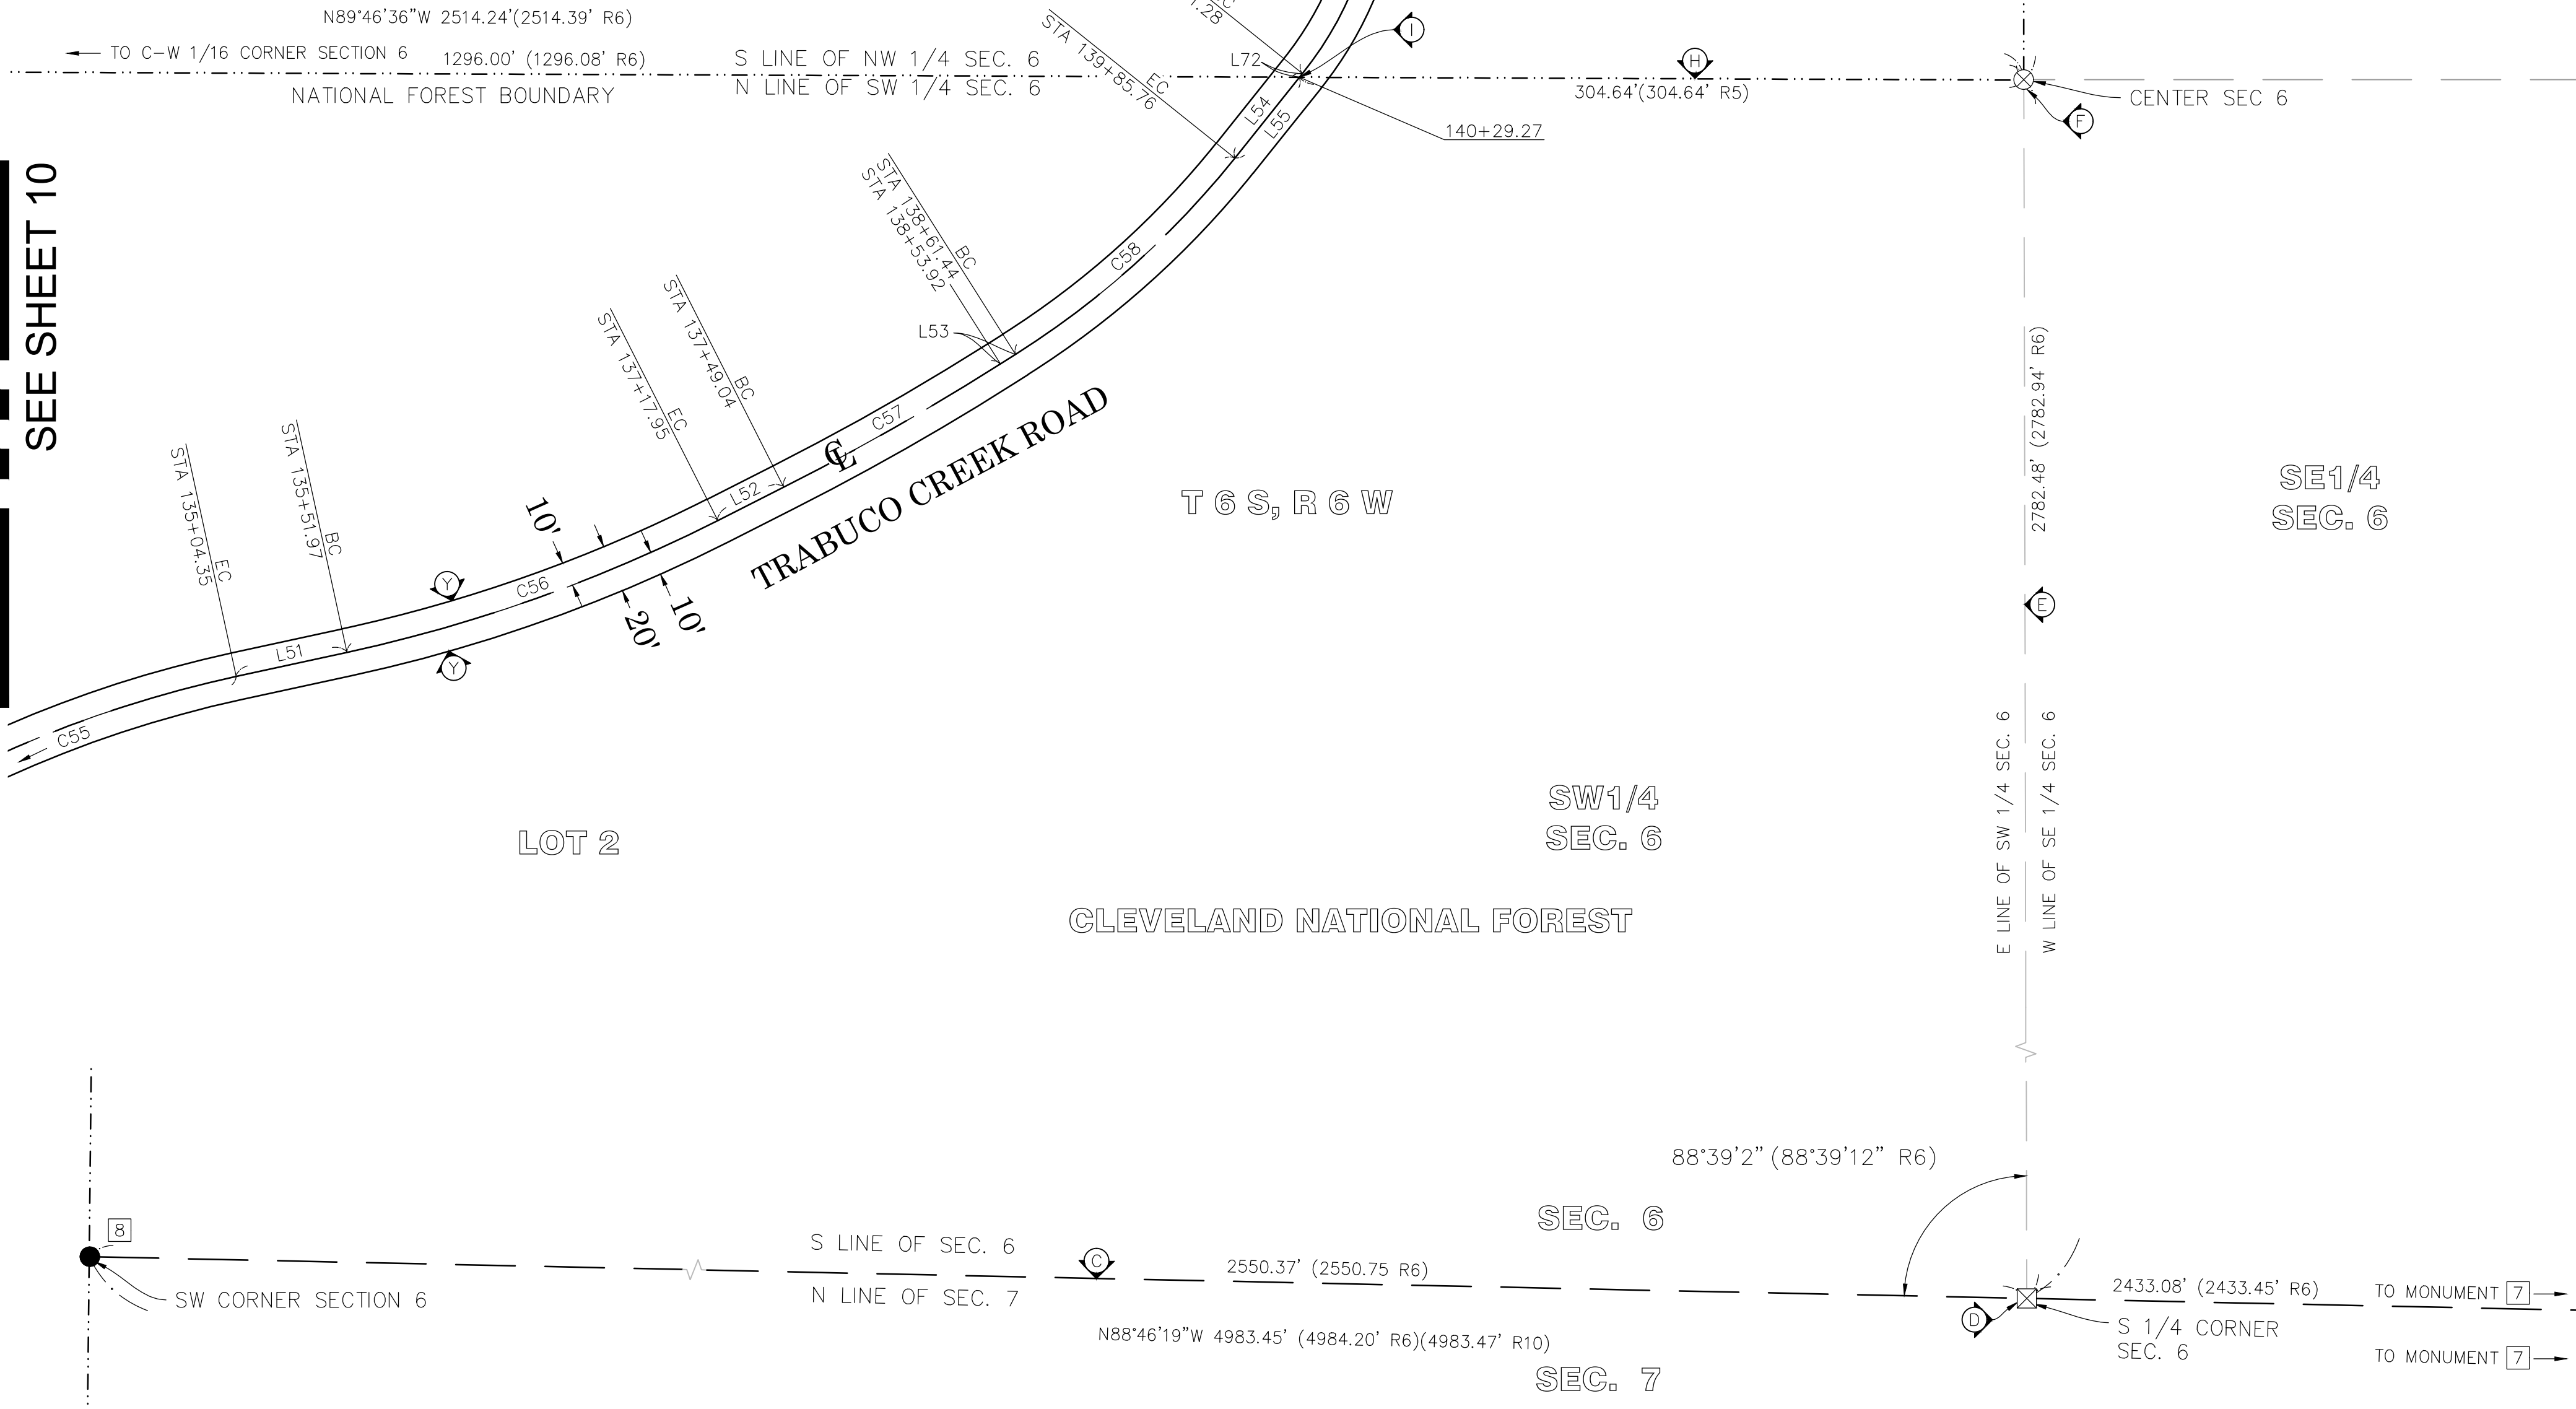 N89°46'36"W 2514.24'(2514.39' R6)
TO C-W 1/16 CORNER SECTION 6
1296.00' (1296.08' R6)
S LINE OF NW 1/4 SEC. 6
N LINE OF SW 1/4 SEC. 6
NATIONAL FOREST BOUNDARY
SEE SHEET 10
STA 139+85.76
EC
L72
I
H
304.64'(304.64' R5)
140+29.27
CENTER SEC 6
F
L54
L55
STA 138+61.44
BC
STA 138+53.92
C58
L53
STA 137+49.04
BC
STA 137+17.95
EC
C57
CL
L52
TRABUCO CREEK ROAD
10'
10'
20'
STA 135+51.97
BC
STA 135+04.35
EC
Y
C56
Y
L51
C55
T 6 S, R 6 W
2782.48' (2782.94' R6)
SE1/4
SEC. 6
E
E LINE OF SW 1/4 SEC. 6
W LINE OF SE 1/4 SEC. 6
SW1/4
SEC. 6
LOT 2
CLEVELAND NATIONAL FOREST
88°39'2" (88°39'12" R6)
SEC. 6
8
SW CORNER SECTION 6
S LINE OF SEC. 6
N LINE OF SEC. 7
C
2550.37' (2550.75 R6)
N88°46'19"W 4983.45' (4984.20' R6)(4983.47' R10)
SEC. 7
D
S 1/4 CORNER
SEC. 6
2433.08' (2433.45' R6)
TO MONUMENT 7
TO MONUMENT 7